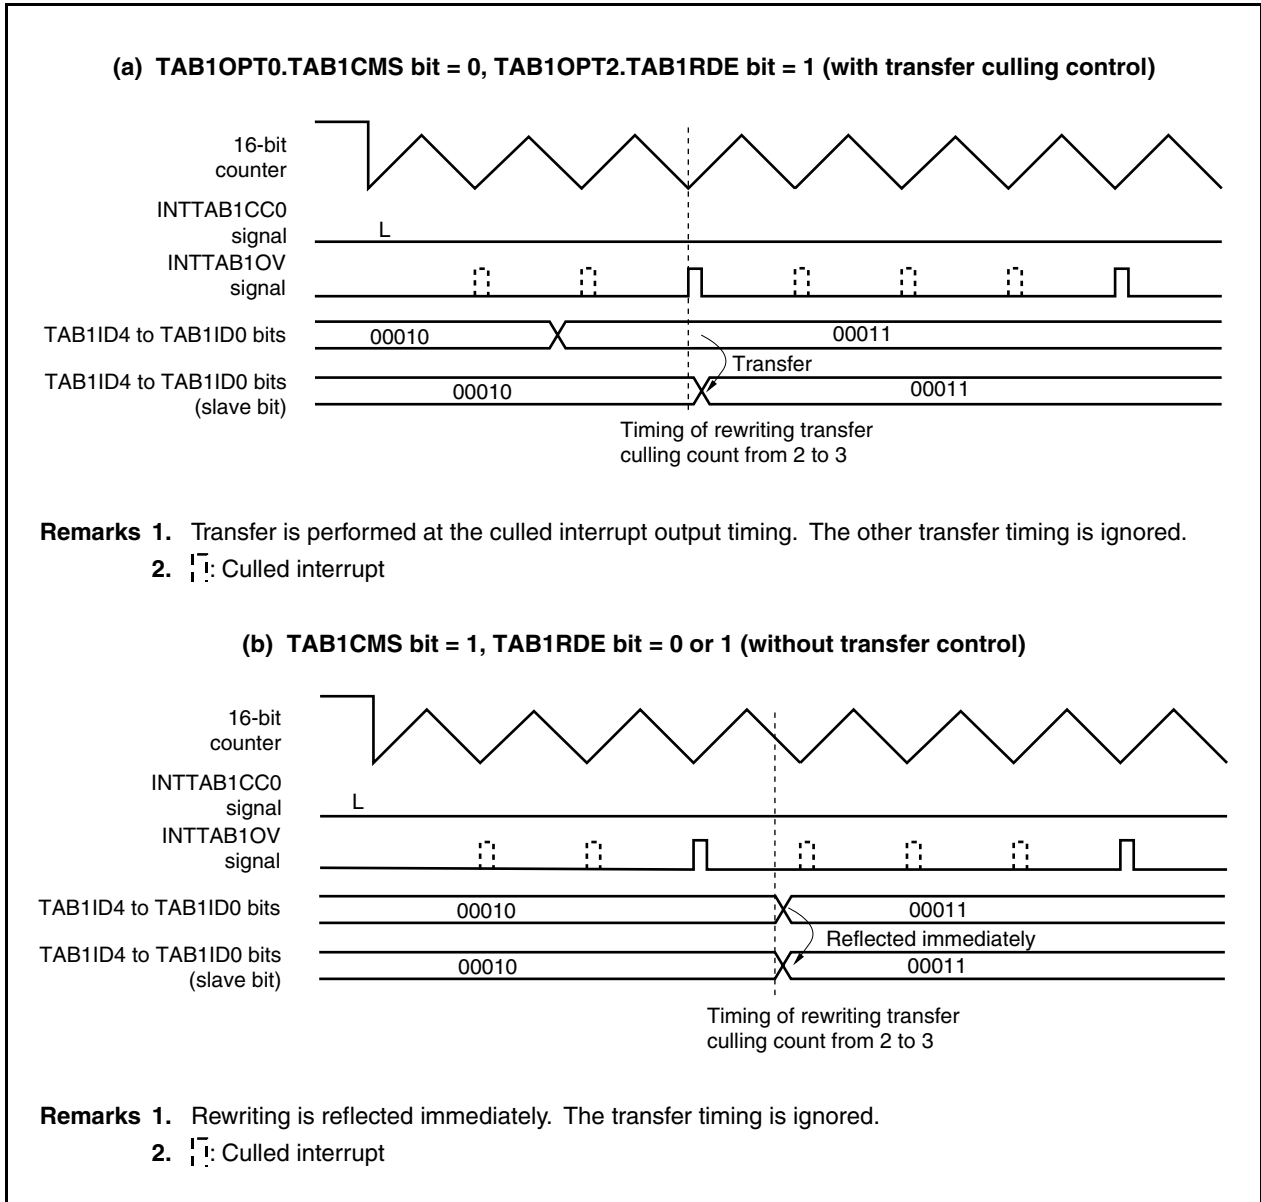 (a) TAB1OPT0.TAB1CMS bit = 0, TAB1OPT2.TAB1RDE bit = 1 (with transfer culling control)
16-bit
counter
INTTAB1CC0
signal
L
INTTAB1OV
signal
TAB1ID4 to TAB1ID0 bits
00010
00011
Transfer
TAB1ID4 to TAB1ID0 bits
(slave bit)
00010
00011
Timing of rewriting transfer
culling count from 2 to 3
Remarks 1. Transfer is performed at the culled interrupt output timing. The other transfer timing is ignored.
2. : Culled interrupt
(b) TAB1CMS bit = 1, TAB1RDE bit = 0 or 1 (without transfer control)
16-bit
counter
INTTAB1CC0
signal
L
INTTAB1OV
signal
TAB1ID4 to TAB1ID0 bits
00010
00011
Reflected immediately
TAB1ID4 to TAB1ID0 bits
(slave bit)
00010
00011
Timing of rewriting transfer
culling count from 2 to 3
Remarks 1. Rewriting is reflected immediately. The transfer timing is ignored.
2. : Culled interrupt